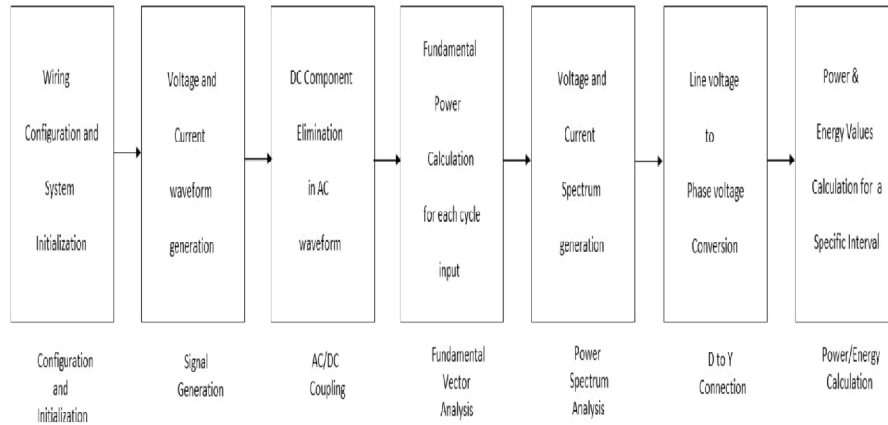 Wiring
Configuration and
System
Initialization
Voltage and
Current
waveform
generation
DC Component
Elimination
in AC
waveform
Fundamental
Power
Calculation
for each cycle
input
Voltage and
Current
Spectrum
generation
Line voltage
to
Phase voltage
Conversion
Power &
Energy Values
Calculation for a
Specific Interval
Configuration
and
Initialization
Signal
Generation
AC/DC
Coupling
Fundamental
Vector
Analysis
Power
Spectrum
Analysis
D to Y
Connection
Power/Energy
Calculation